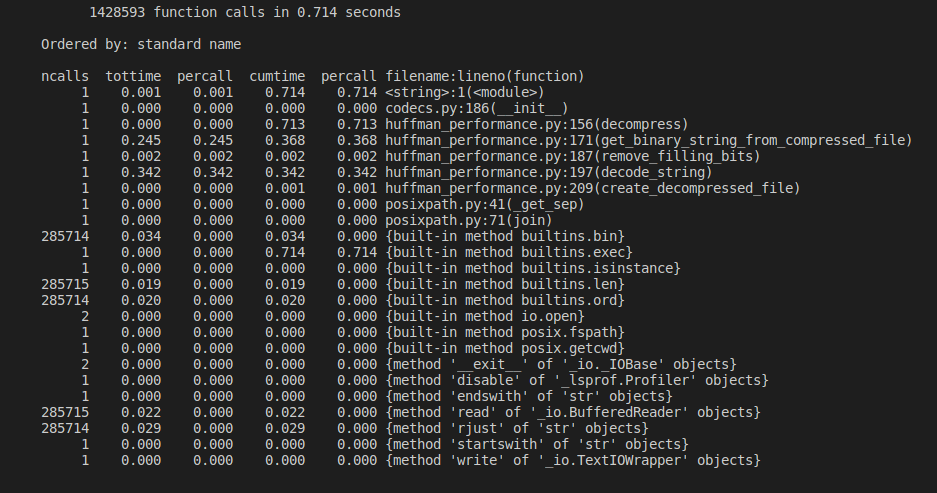 1428593 function calls in 0.714 seconds
Ordered by: standard name
ncalls  tottime  percall  cumtime  percall filename:lineno(function)
1    0.001    0.001    0.714    0.714 <string>:1(<module>)
1    0.000    0.000    0.000    0.000 codecs.py:186(__init__)
1    0.000    0.000    0.713    0.713 huffman_performance.py:156(decompress)
1    0.245    0.245    0.368    0.368 huffman_performance.py:171(get_binary_string_from_compressed_file)
1    0.002    0.002    0.002    0.002 huffman_performance.py:187(remove_filling_bits)
1    0.342    0.342    0.342    0.342 huffman_performance.py:197(decode_string)
1    0.000    0.000    0.001    0.001 huffman_performance.py:209(create_decompressed_file)
1    0.000    0.000    0.000    0.000 posixpath.py:41(_get_sep)
1    0.000    0.000    0.000    0.000 posixpath.py:71(join)
285714    0.034    0.000    0.034    0.000 {built-in method builtins.bin}
1    0.000    0.000    0.714    0.714 {built-in method builtins.exec}
1    0.000    0.000    0.000    0.000 {built-in method builtins.isinstance}
285715    0.019    0.000    0.019    0.000 {built-in method builtins.len}
285714    0.020    0.000    0.020    0.000 {built-in method builtins.ord}
2    0.000    0.000    0.000    0.000 {built-in method io.open}
1    0.000    0.000    0.000    0.000 {built-in method posix.fspath}
1    0.000    0.000    0.000    0.000 {built-in method posix.getcwd}
2    0.000    0.000    0.000    0.000 {method '__exit__' of '_io._IOBase' objects}
1    0.000    0.000    0.000    0.000 {method 'disable' of '_lsprof.Profiler' objects}
1    0.000    0.000    0.000    0.000 {method 'endswith' of 'str' objects}
285715    0.022    0.000    0.022    0.000 {method 'read' of '_io.BufferedReader' objects}
285714    0.029    0.000    0.029    0.000 {method 'rjust' of 'str' objects}
1    0.000    0.000    0.000    0.000 {method 'startswith' of 'str' objects}
1    0.000    0.000    0.000    0.000 {method 'write' of '_io.TextIOWrapper' objects}